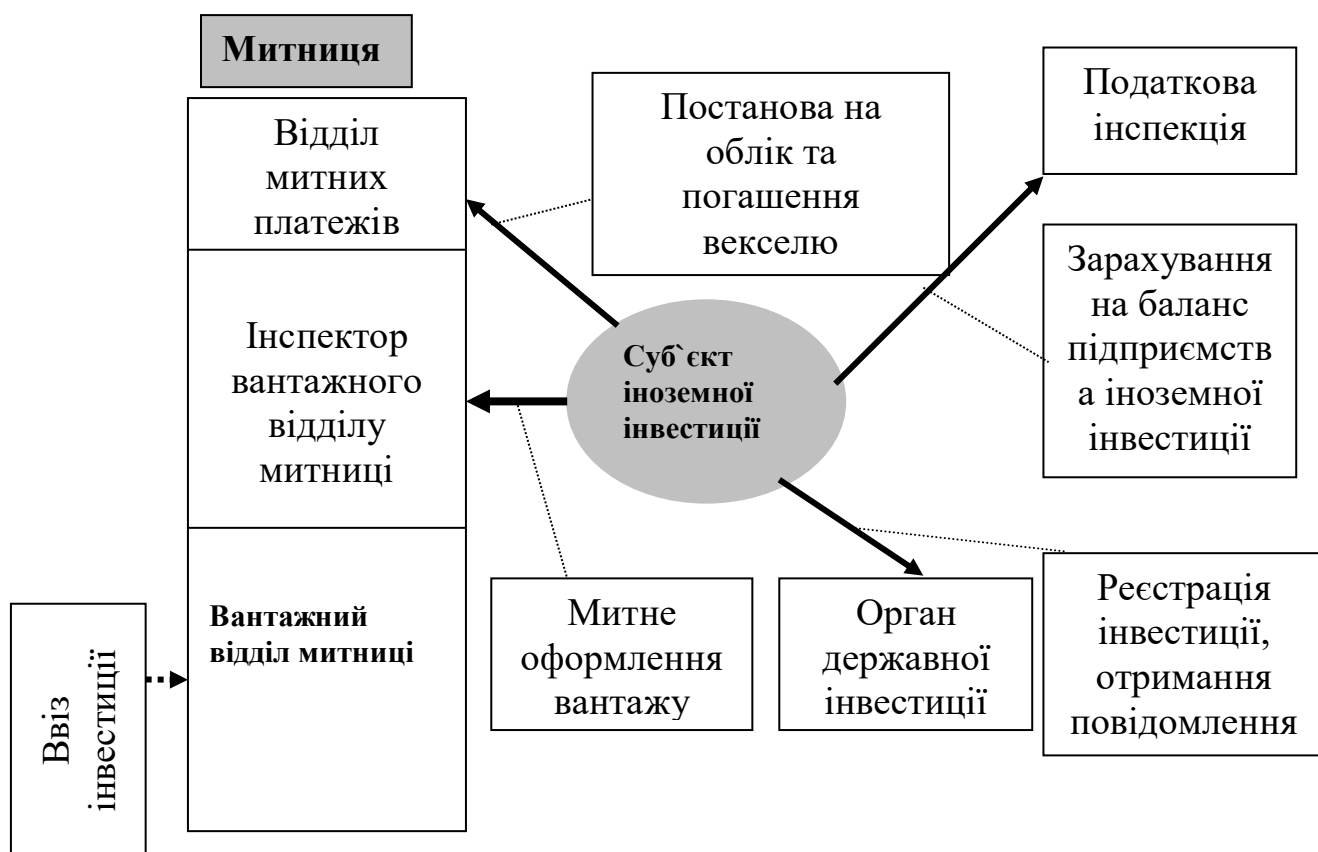 Митниця
Відділ
митних
платежів
Інспектор
вантажного
відділу
митниці
Вантажний
відділ митниці
Ввіз
інвестиції
Постанова на
облік та
погашення
векселю
Суб`єкт
іноземної
інвестиції
Митне
оформлення
вантажу
Орган
державної
інвестиції
Податкова
інспекція
Зарахування
на баланс
підприємств
а іноземної
інвестиції
Реєстрація
інвестиції,
отримання
повідомлення